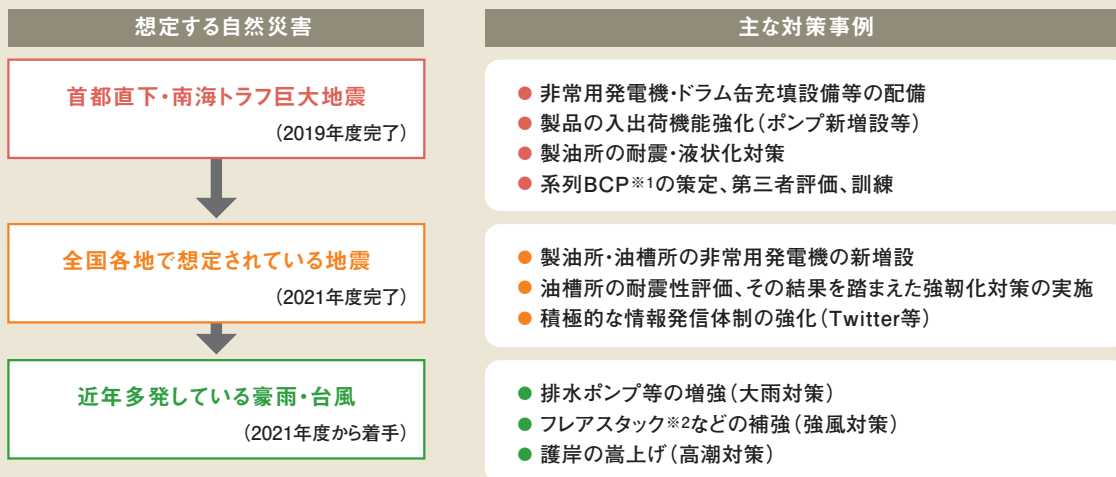 想定する自然災害
主な対策事例
首都直下・南海トラフ巨大地震
(2019年度完了)
● 非常用発電機・ドラム缶充填設備等の配備
● 製品の入出荷機能強化(ポンプ新増設等)
● 製油所の耐震・液状化対策
● 系列BCP※1の策定、第三者評価、訓練
全国各地で想定されている地震
(2021年度完了)
● 製油所・油槽所の非常用発電機の新増設
● 油槽所の耐震性評価、その結果を踏まえた強靱化対策の実施
● 積極的な情報発信体制の強化(Twitter等)
近年多発している豪雨・台風
(2021年度から着手)
● 排水ポンプ等の増強(大雨対策)
● フレアスタック※2などの補強(強風対策)
● 護岸の嵩上げ(高潮対策)